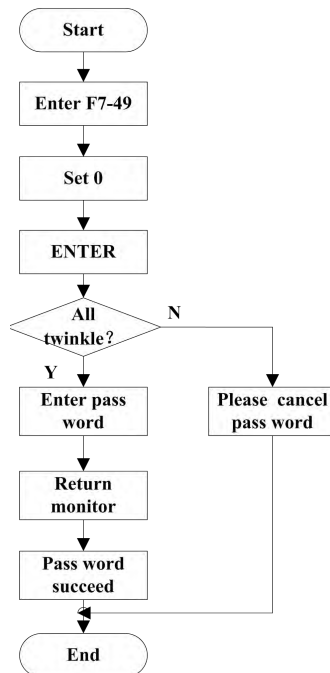 Start
Enter F7-49
Set 0
ENTER
All
twinkle？
N
Y
Enter pass
word
Please cancel
pass word
Return
monitor
Pass word
succeed
End